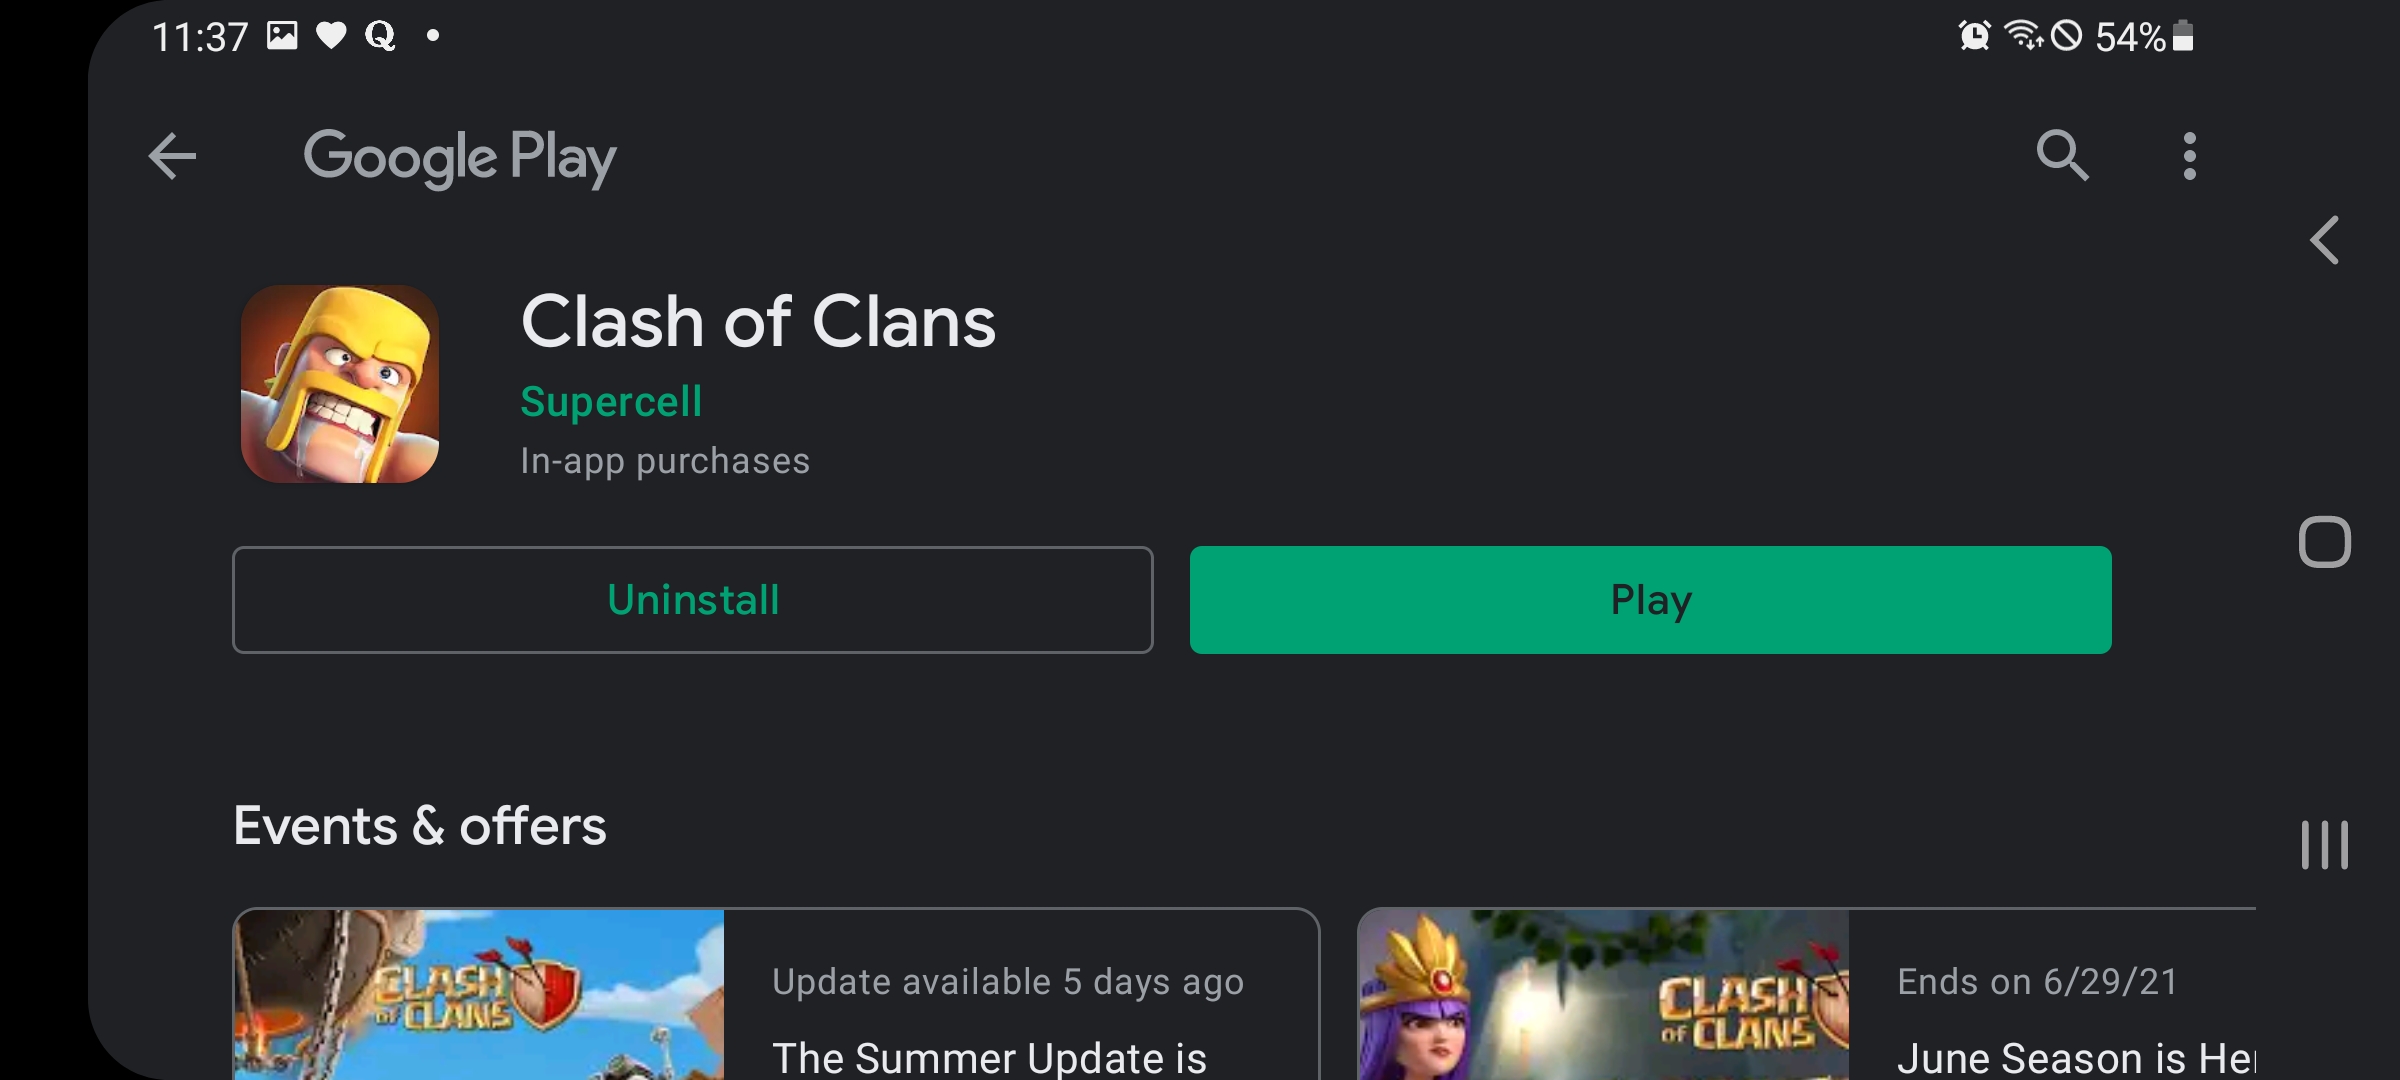 11:37
54%
Google Play
Clash of Clans
Supercell
In-app purchases
Uninstall
Play
Events & offers
CLASH
OF CLANS
Update available 5 days ago
The Summer Update is
CLASH
OF CLANS
Ends on 6/29/21
June Season is Her